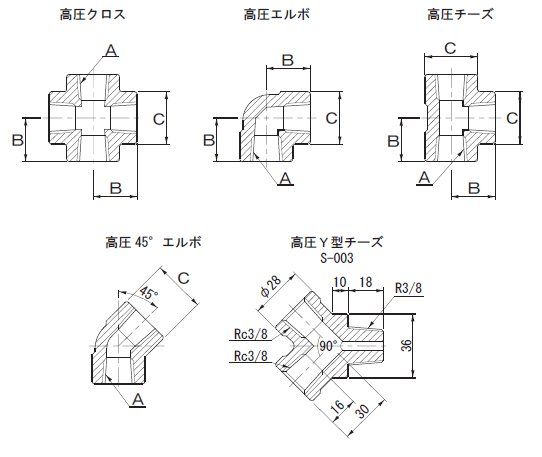 高圧クロス
高圧エルボ
高圧チーズ
A
B
C
B
B
B
C
A
C
B
C
A
B
高圧45°エルボ
45°
C
A
高圧Y型チーズ
S-003
φ28
10
18
R3/8
Rc3/8
Rc3/8
90°
36
16
30